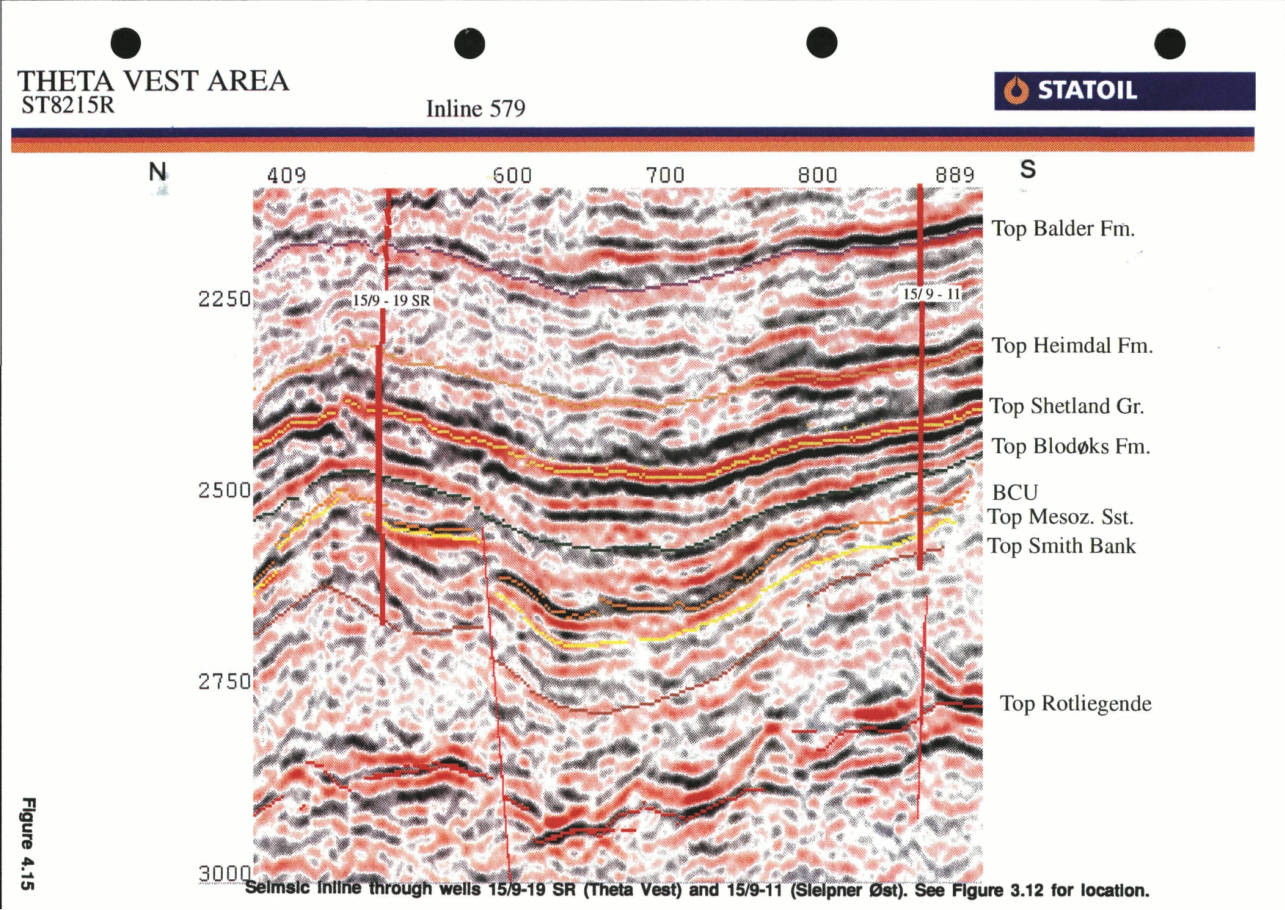 THETA VEST AREA
ST8215R
Inline 579
STATOIL
N
409 600 700 800 889
S
Top Balder Fm.
2250
15/9 - 19 SR
15/ 9 - 11
Top Heimdal Fm.
Top Shetland Gr.
Top Blodøks Fm.
2500
BCU
Top Mesoz. Sst.
Top Smith Bank
2750
Top Rotliegende
3000
Seimsic inline through wells 15/9-19 SR (Theta Vest) and 15/9-11 (Sleipner Øst). See Figure 3.12 for location.
Figure 4.15